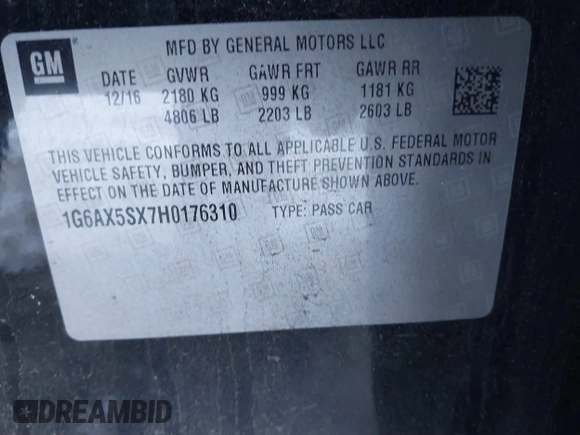 GM
MFD BY GENERAL MOTORS LLC
DATE GVWR GAWR FRT GAWR RR
12/16 2180 KG 999 KG 1181 KG
4806 LB 2203 LB 2603 LB
THIS VEHICLE CONFORMS TO ALL APPLICABLE U.S. FEDERAL MOTOR
VEHICLE SAFETY, BUMPER, AND THEFT PREVENTION STANDARDS IN
EFFECT ON THE DATE OF MANUFACTURE SHOWN ABOVE.
1G6AX5SX7H0176310 TYPE: PASS CAR
DREAMBID